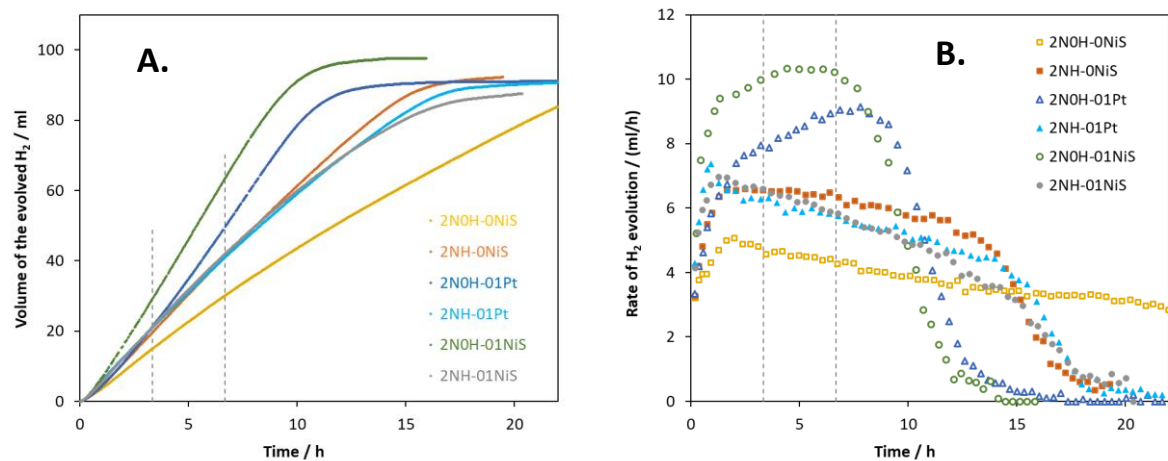 A.
Volume of the evolved H₂ / ml
100
80
60
40
20
0
0 5 10 15 20
Time / h
2N0H-0NiS
2NH-0NiS
2N0H-01Pt
2NH-01Pt
2N0H-01NiS
2NH-01NiS
B.
Rate of H₂ evolution / (ml/h)
12
10
8
6
4
2
0
0 5 10 15 20
Time / h
2N0H-0NiS
2NH-0NiS
2N0H-01Pt
2NH-01Pt
2N0H-01NiS
2NH-01NiS